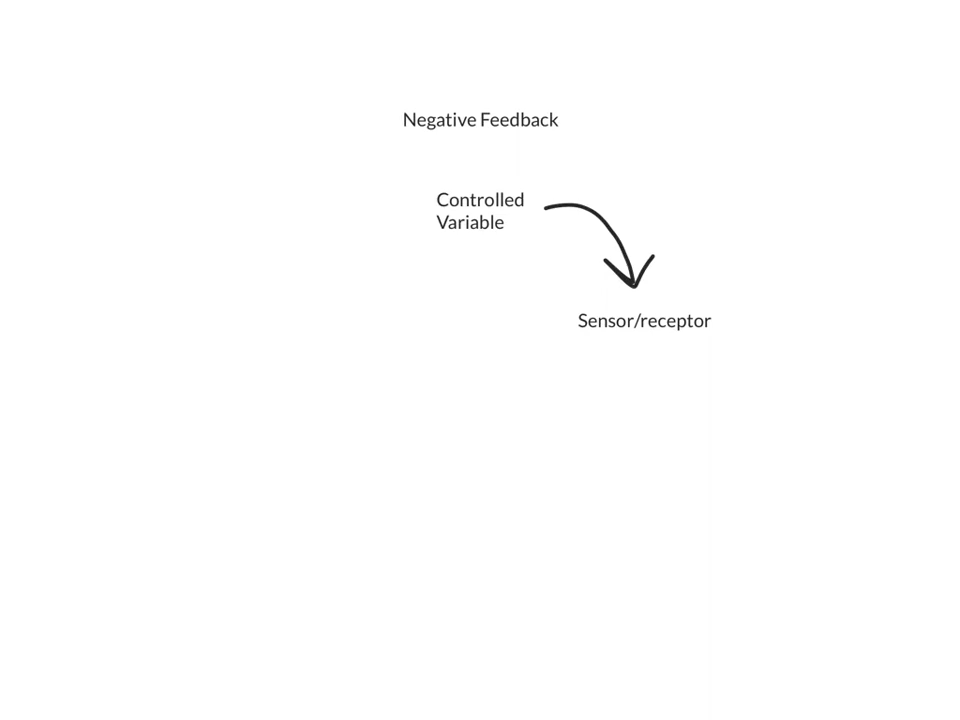 Negative Feedback
Controlled
Variable
Sensor/receptor